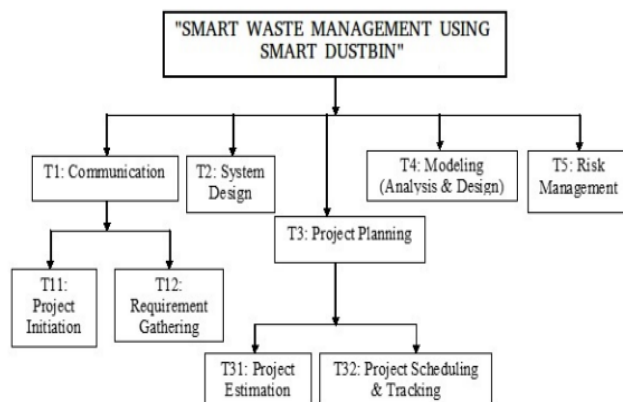 "SMART WASTE MANAGEMENT USING
SMART DUSTBIN"
T1: Communication
T2: System
Design
T4: Modeling
(Analysis & Design)
T5: Risk
Management
T3: Project Planning
T11:
Project
Initiation
T12:
Requirement
Gathering
T31: Project
Estimation
T32: Project Scheduling
& Tracking